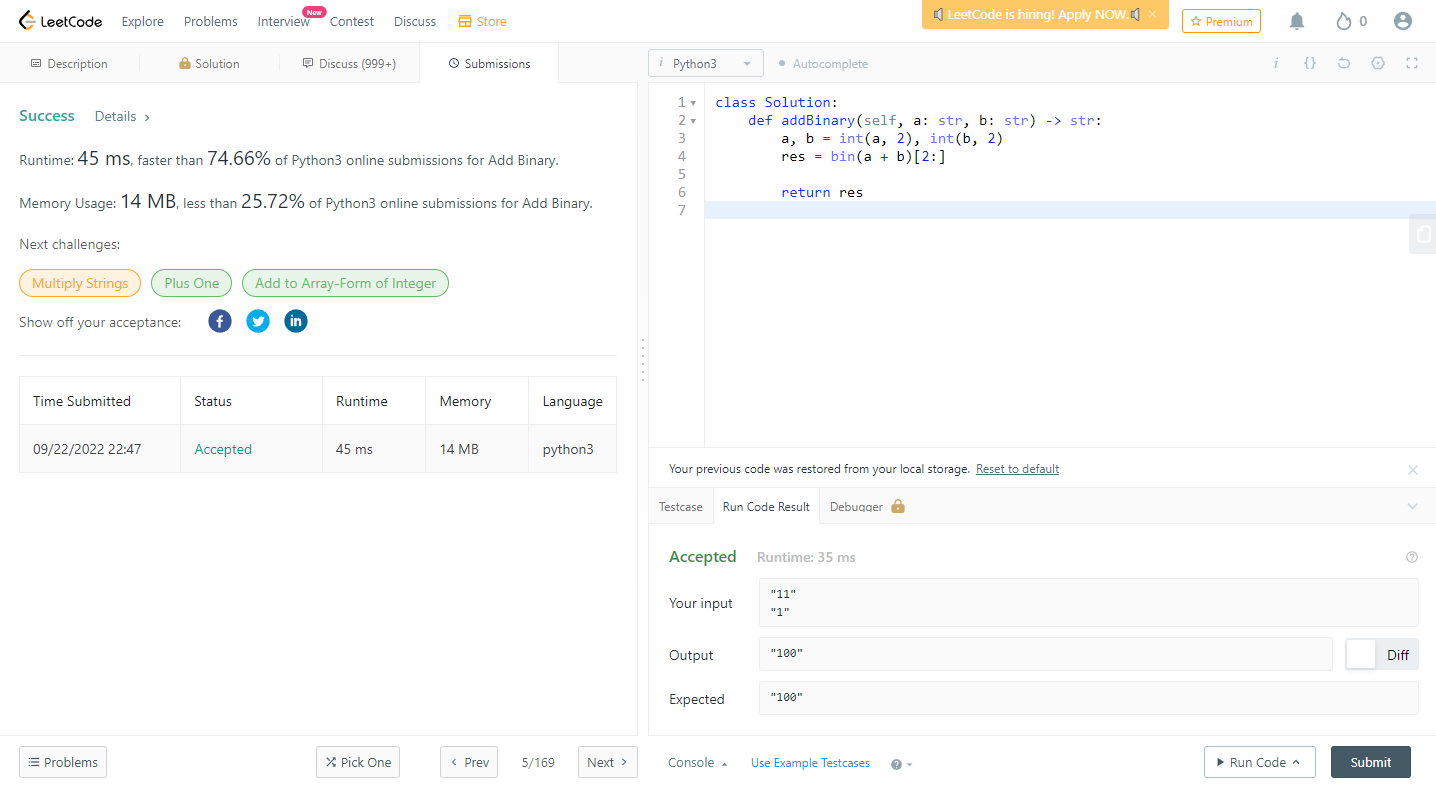 LeetCode Explore Problems Interview New Contest Discuss Store LeetCode is hiring! Apply NOW. × Premium 0
Description Solution Discuss (999+) Submissions
i Python3 Autocomplete i {}
Success Details ›
Runtime: 45 ms, faster than 74.66% of Python3 online submissions for Add Binary.
Memory Usage: 14 MB, less than 25.72% of Python3 online submissions for Add Binary.
Next challenges:
Multiply Strings Plus One Add to Array-Form of Integer
Show off your acceptance: f in
Time Submitted Status Runtime Memory Language
09/22/2022 22:47 Accepted 45 ms 14 MB python3
1 class Solution:
2 def addBinary(self, a: str, b: str) -> str:
3 a, b = int(a, 2), int(b, 2)
4 res = bin(a + b)[2:]
5
6 return res
7
Your previous code was restored from your local storage. Reset to default ×
Testcase Run Code Result Debugger
Accepted Runtime: 35 ms ?
Your input "11"
"1"
Output "100" Diff
Expected "100"
Problems Pick One ‹ Prev 5/169 Next › Console Use Example Testcases ? Run Code Submit